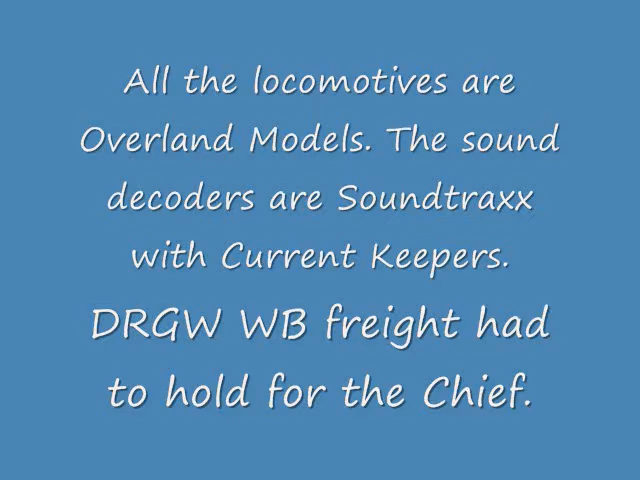 All the locomotives are
Overland Models. The sound
decoders are Soundtraxx
with Current Keepers.
DRGW WB freight had
to hold for the Chief.